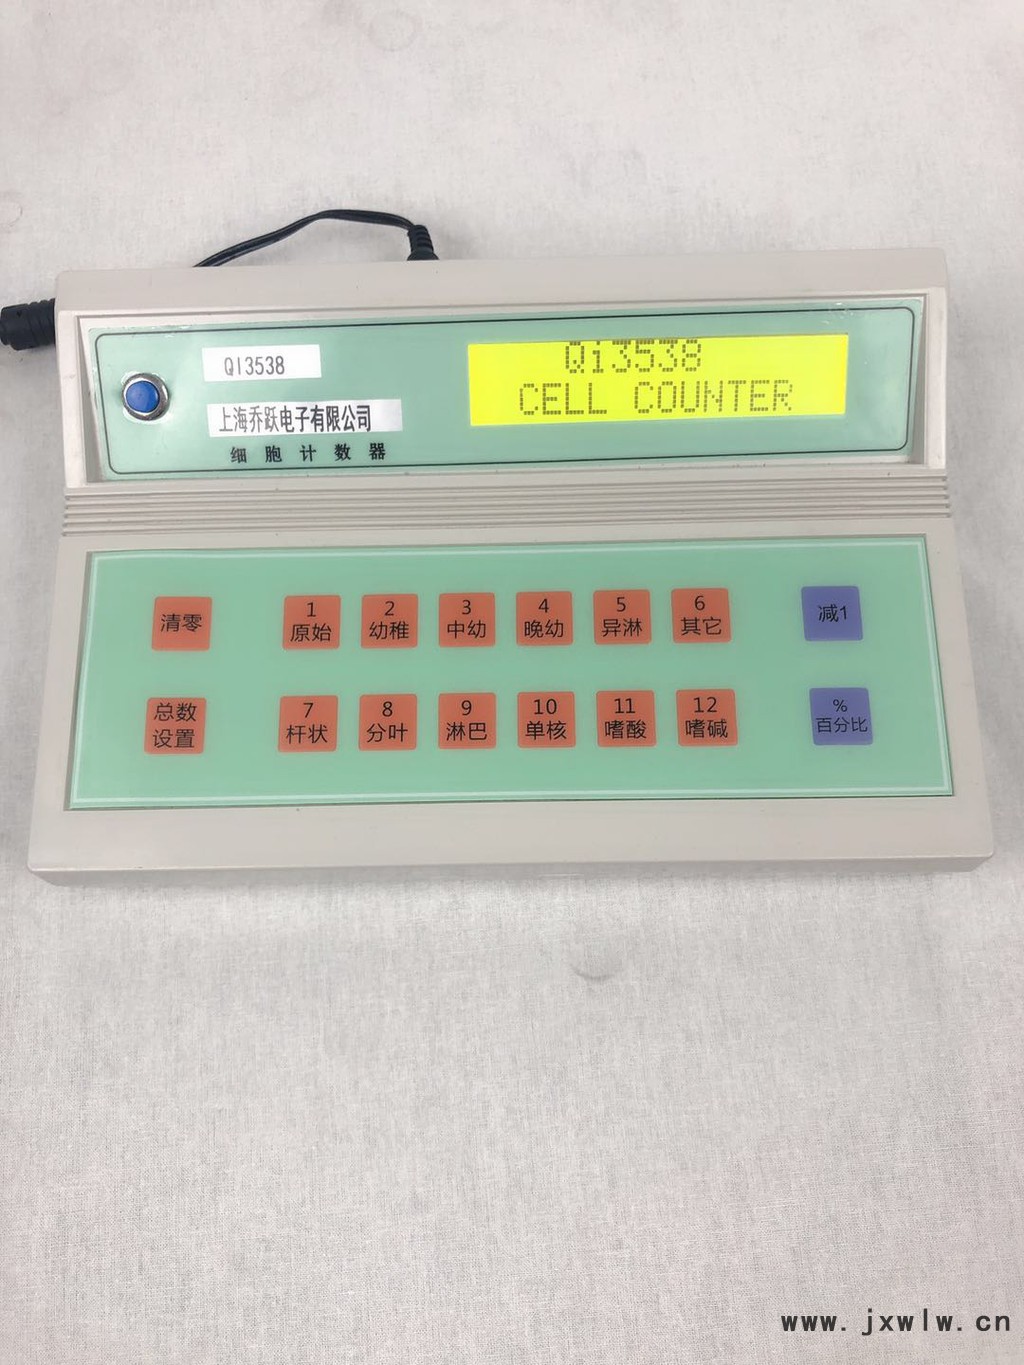 QI3538
上海乔跃电子有限公司
细胞计数器
Qi3538
CELL COUNTER
清零
1
原始
2
幼稚
3
中幼
4
晚幼
5
异淋
6
其它
减1
总数
设置
7
杆状
8
分叶
9
淋巴
10
单核
11
嗜酸
12
嗜碱
%
百分比
www.jxwlw.cn